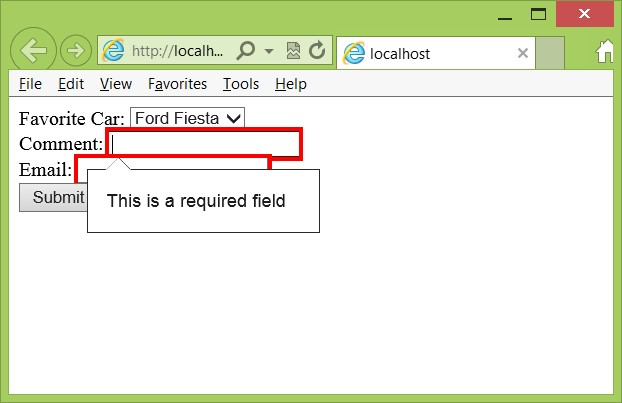 http://localh...
localhost
File Edit View Favorites Tools Help
Favorite Car: Ford Fiesta
Comment:
Email:
Submit
This is a required field